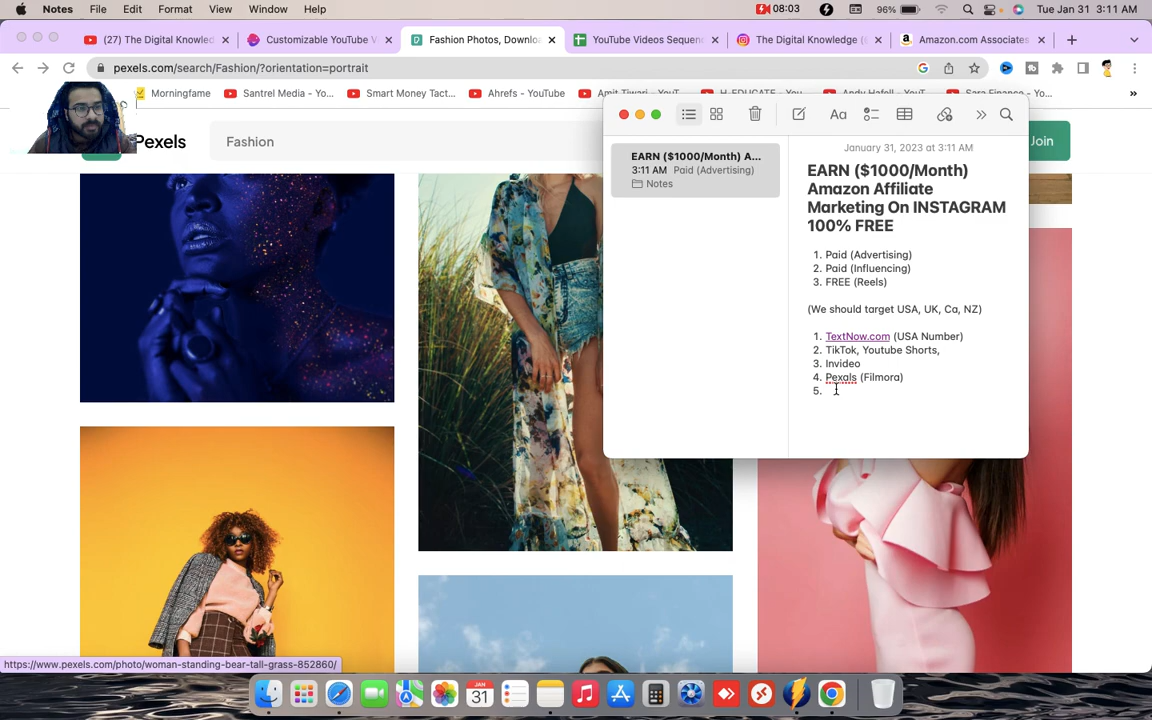 Notes File Edit Format View Window Help 08:03 96% Tue Jan 31 3:11 AM
(27) The Digital Knowled Customizable YouTube V Fashion Photos, Downlo YouTube Videos Sequen The Digital Knowledge ( Amazon.com Associates
pexels.com/search/Fashion/?orientation=portrait
Morningfame Santrel Media - Yo... Smart Money Tact... Ahrefs - YouTube
Pexels Fashion Join
January 31, 2023 at 3:11 AM
EARN ($1000/Month) A...
3:11 AM Paid (Advertising)
Notes
EARN ($1000/Month)
Amazon Affiliate
Marketing On INSTAGRAM
100% FREE
1. Paid (Advertising)
2. Paid (Influencing)
3. FREE (Reels)
(We should target USA, UK, Ca, NZ)
1. TextNow.com (USA Number)
2. TikTok, Youtube Shorts,
3. Invideo
4. Pexals (Filmora)
5.
https://www.pexels.com/photo/woman-standing-bear-tall-grass-852860/
JAN
31